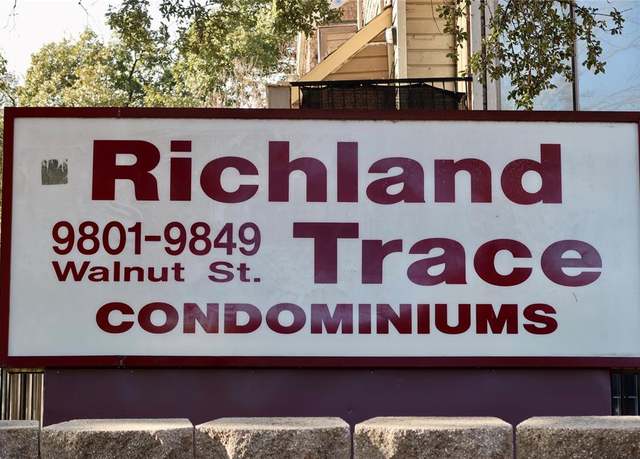 Richland
9801-9849 Trace
Walnut St.
CONDOMINIUMS